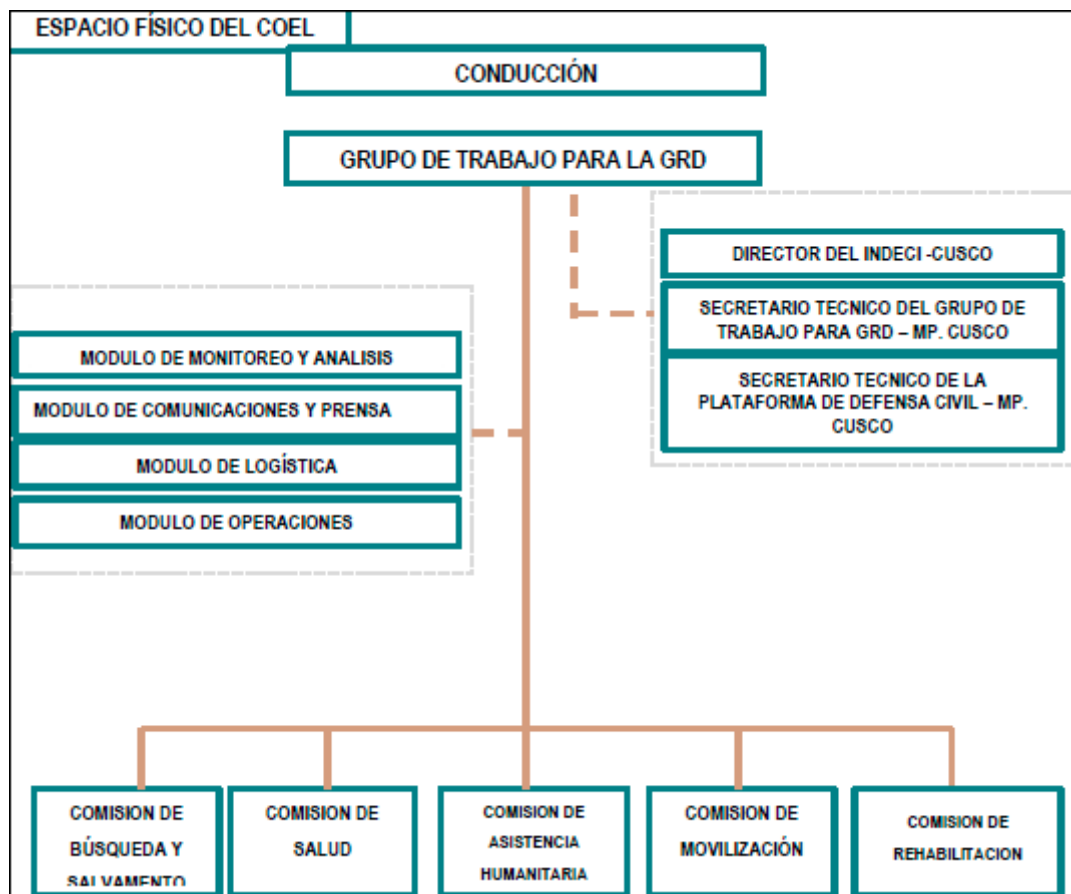 ESPACIO FÍSICO DEL COEL
CONDUCCIÓN
GRUPO DE TRABAJO PARA LA GRD
DIRECTOR DEL INDECI -CUSCO
SECRETARIO TECNICO DEL GRUPO DE
TRABAJO PARA GRD – MP. CUSCO
SECRETARIO TECNICO DE LA
PLATAFORMA DE DEFENSA CIVIL – MP.
CUSCO
MODULO DE MONITOREO Y ANALISIS
MODULO DE COMUNICACIONES Y PRENSA
MODULO DE LOGÍSTICA
MODULO DE OPERACIONES
COMISION DE
BÚSQUEDA Y
SALVAMENTO
COMISION DE
SALUD
COMISION DE
ASISTENCIA
HUMANITARIA
COMISION DE
MOVILIZACIÓN
COMISION DE
REHABILITACION